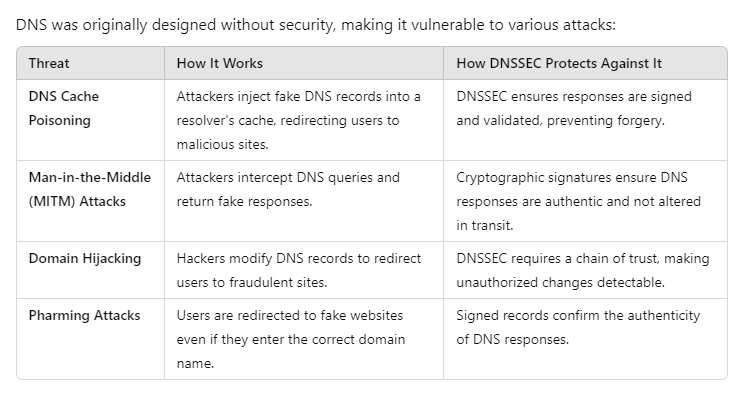 DNS was originally designed without security, making it vulnerable to various attacks:
Threat
How It Works
How DNSSEC Protects Against It
DNS Cache
Poisoning
Attackers inject fake DNS records into a
resolver's cache, redirecting users to
malicious sites.
DNSSEC ensures responses are signed
and validated, preventing forgery.
Man-in-the-Middle
(MITM) Attacks
Attackers intercept DNS queries and
return fake responses.
Cryptographic signatures ensure DNS
responses are authentic and not altered
in transit.
Domain Hijacking
Hackers modify DNS records to redirect
users to fraudulent sites.
DNSSEC requires a chain of trust, making
unauthorized changes detectable.
Pharming Attacks
Users are redirected to fake websites
even if they enter the correct domain
name.
Signed records confirm the authenticity
of DNS responses.